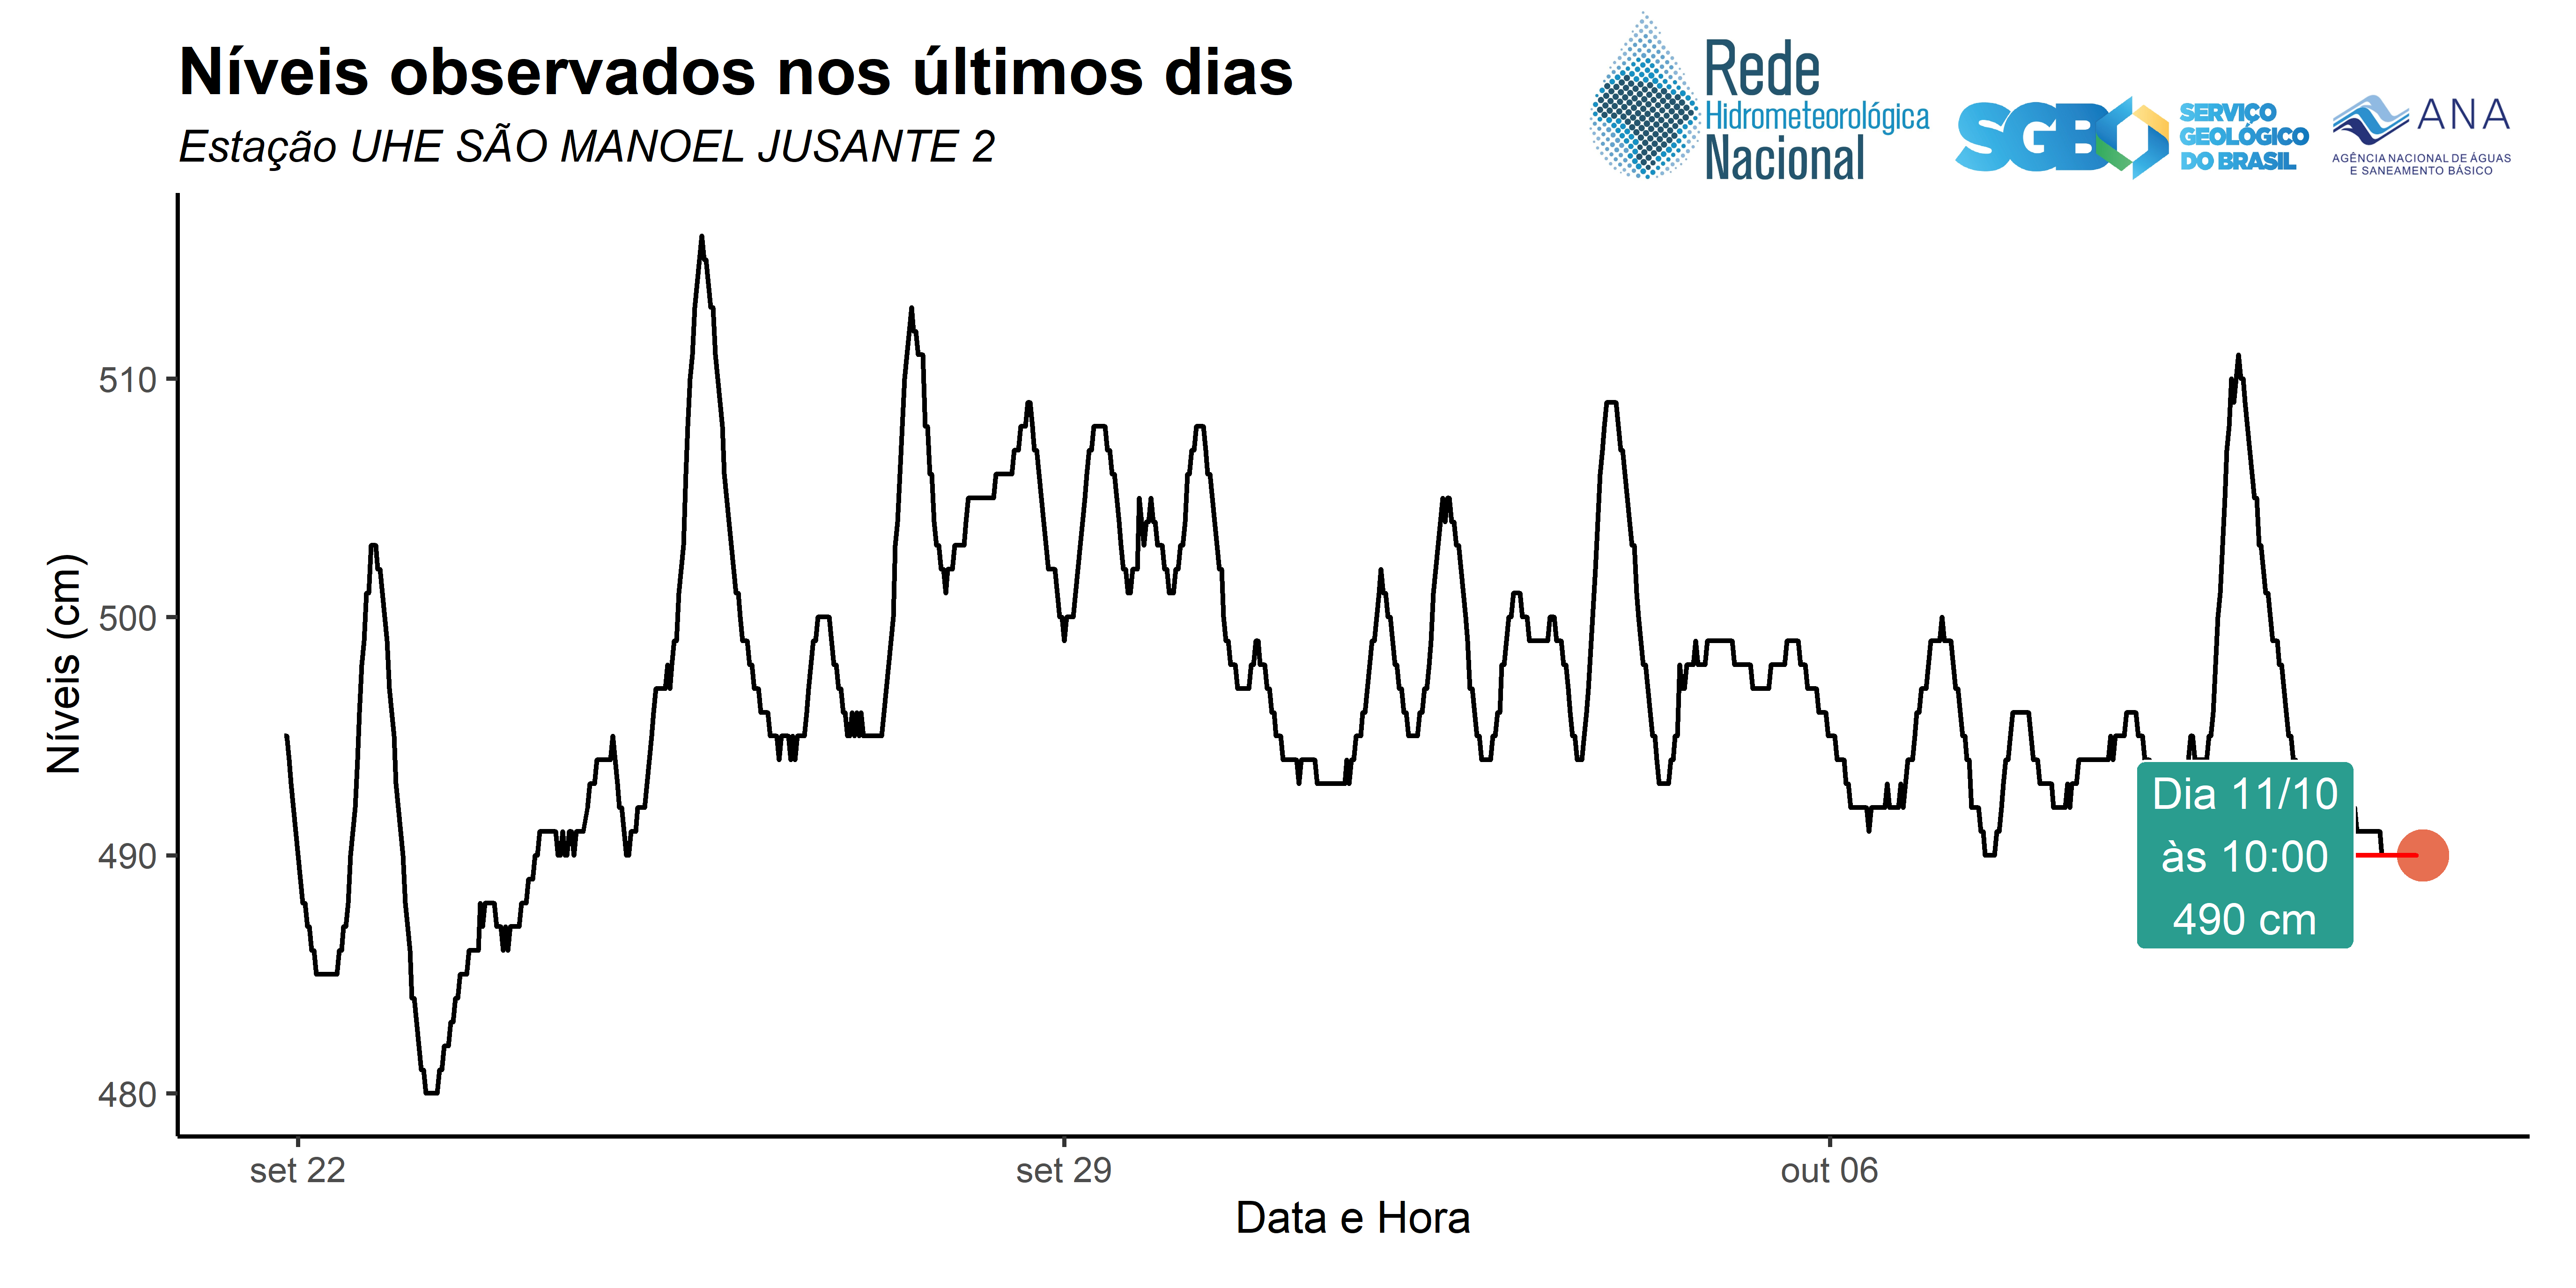 Níveis observados nos últimos dias
Estação UHE SÃO MANOEL JUSANTE 2
Rede
Hidrometeorológica
Nacional
SGB
SERVIÇO
GEOLÓGICO
DO BRASIL
ANA
AGÊNCIA NACIONAL DE ÁGUAS
E SANEAMENTO BÁSICO
Níveis (cm)
510
500
490
480
Dia 11/10
às 10:00
490 cm
set 22
set 29
out 06
Data e Hora